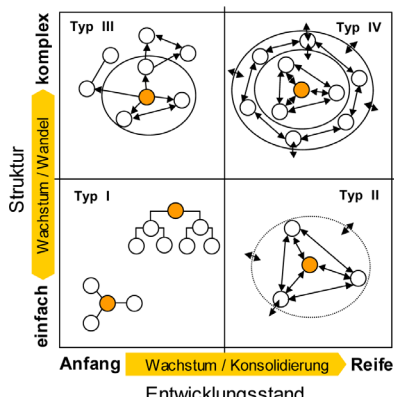 Typ III
Typ IV
komplex
Struktur
Wachstum / Wandel
Typ I
Typ II
einfach
Anfang
Wachstum / Konsolidierung
Reife
Entwicklungsstand